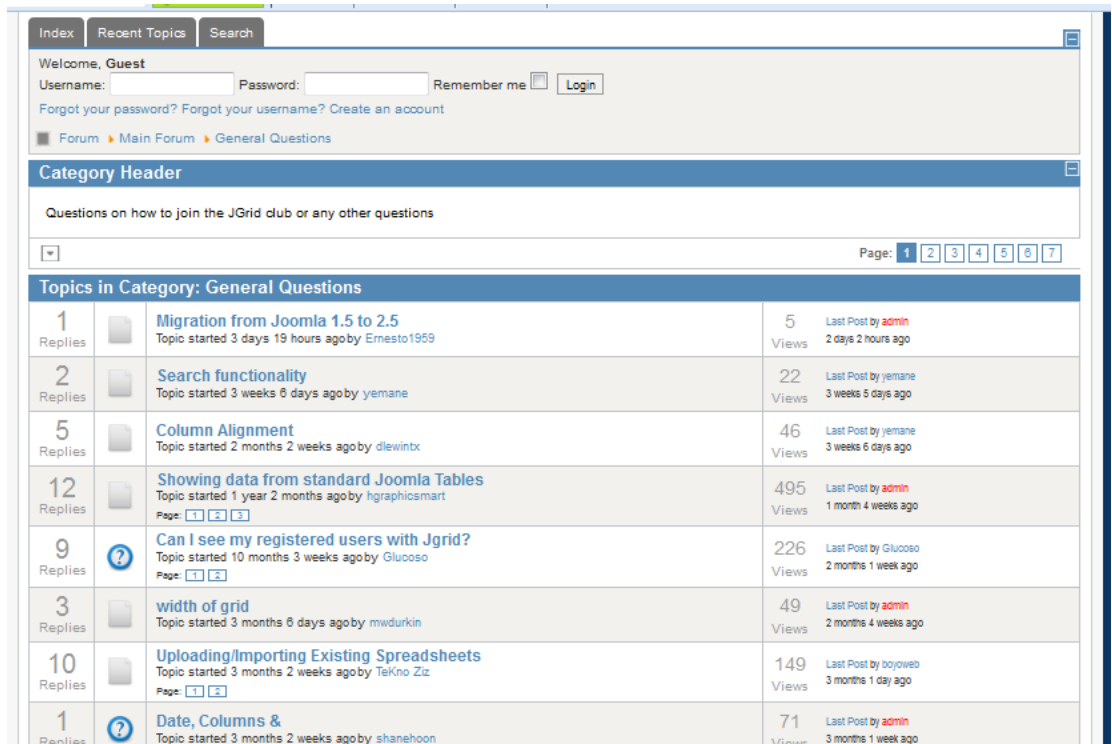 Index Recent Topics Search
Welcome, Guest
Username: Password: Remember me Login
Forgot your password? Forgot your username? Create an account
Forum Main Forum General Questions
Category Header
Questions on how to join the JGrid club or any other questions
Page: 1 2 3 4 5 6 7
Topics in Category: General Questions
1 Replies
Migration from Joomla 1.5 to 2.5
Topic started 3 days 19 hours agoby Ernesto1959
5 Views
Last Post by admin
2 days 2 hours ago
2 Replies
Search functionality
Topic started 3 weeks 6 days agoby yemane
22 Views
Last Post by yemane
3 weeks 5 days ago
5 Replies
Column Alignment
Topic started 2 months 2 weeks agoby dlewintx
46 Views
Last Post by yemane
3 weeks 6 days ago
12 Replies
Showing data from standard Joomla Tables
Topic started 1 year 2 months agoby hgraphicsmart
Page: 1 2 3
495 Views
Last Post by admin
1 month 4 weeks ago
9 Replies
Can I see my registered users with Jgrid?
Topic started 10 months 3 weeks agoby Glucoso
Page: 1 2
226 Views
Last Post by Glucoso
2 months 1 week ago
3 Replies
width of grid
Topic started 3 months 6 days agoby mwdurkin
49 Views
Last Post by admin
2 months 4 weeks ago
10 Replies
Uploading/Importing Existing Spreadsheets
Topic started 3 months 2 weeks agoby TeKno Ziz
Page: 1 2
149 Views
Last Post by boyoweb
3 months 1 day ago
1 Replies
Date, Columns &
Topic started 3 months 2 weeks agoby shanehoon
71 Views
Last Post by admin
3 months 1 week ago